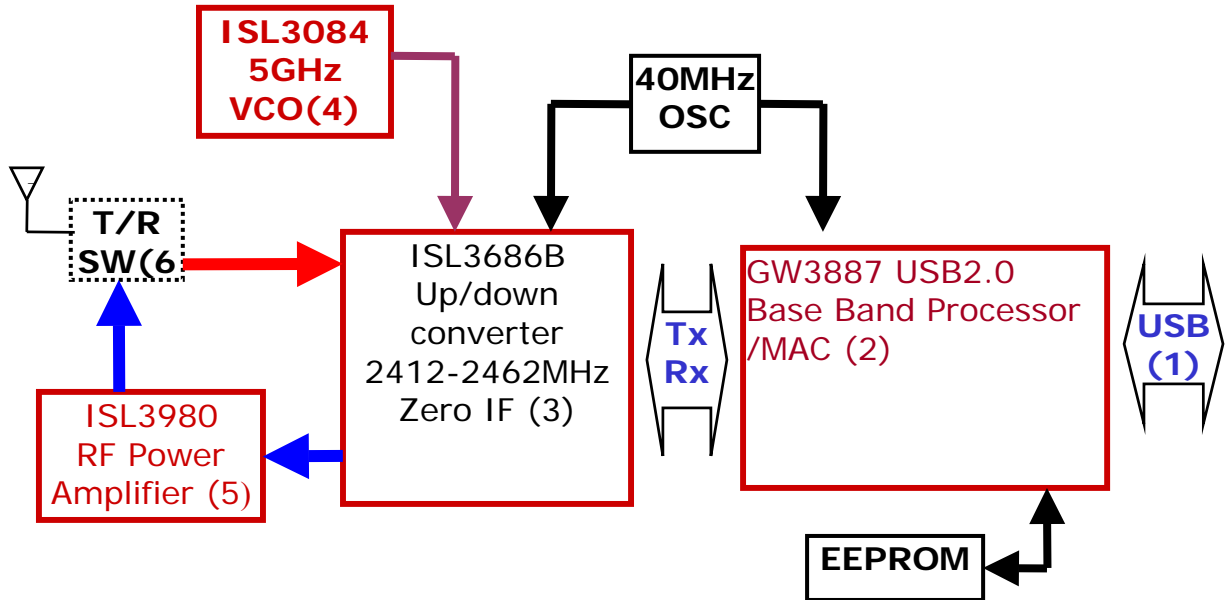 ISL3084
5GHz
VCO(4)
40MHz
OSC
T/R
SW(6
ISL3686B
Up/down
converter
2412-2462MHz
Zero IF (3)
Tx
Rx
GW3887 USB2.0
Base Band Processor
/MAC (2)
USB
(1)
ISL3980
RF Power
Amplifier (5)
EEPROM